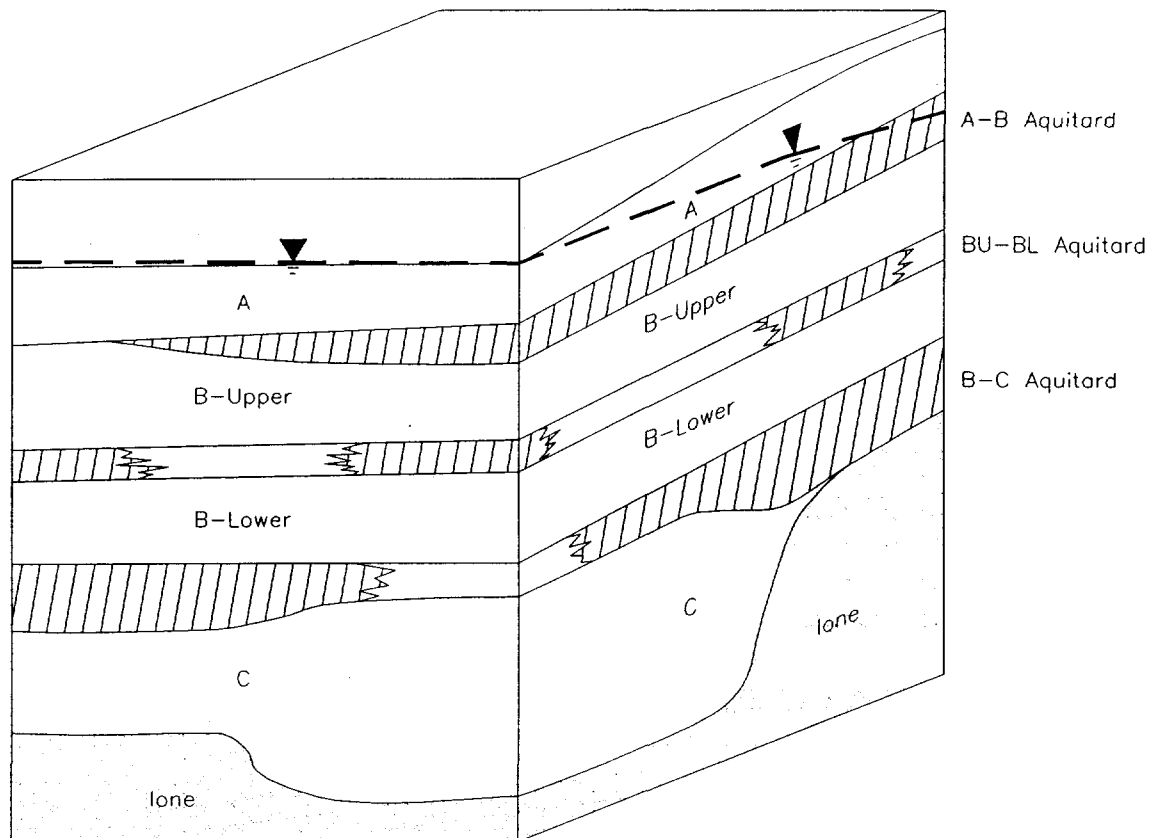 A-B Aquitard
A
BU-BL Aquitard
A
B-Upper
B-C Aquitard
B-Upper
B-Lower
B-Lower
C
Ione
C
Ione